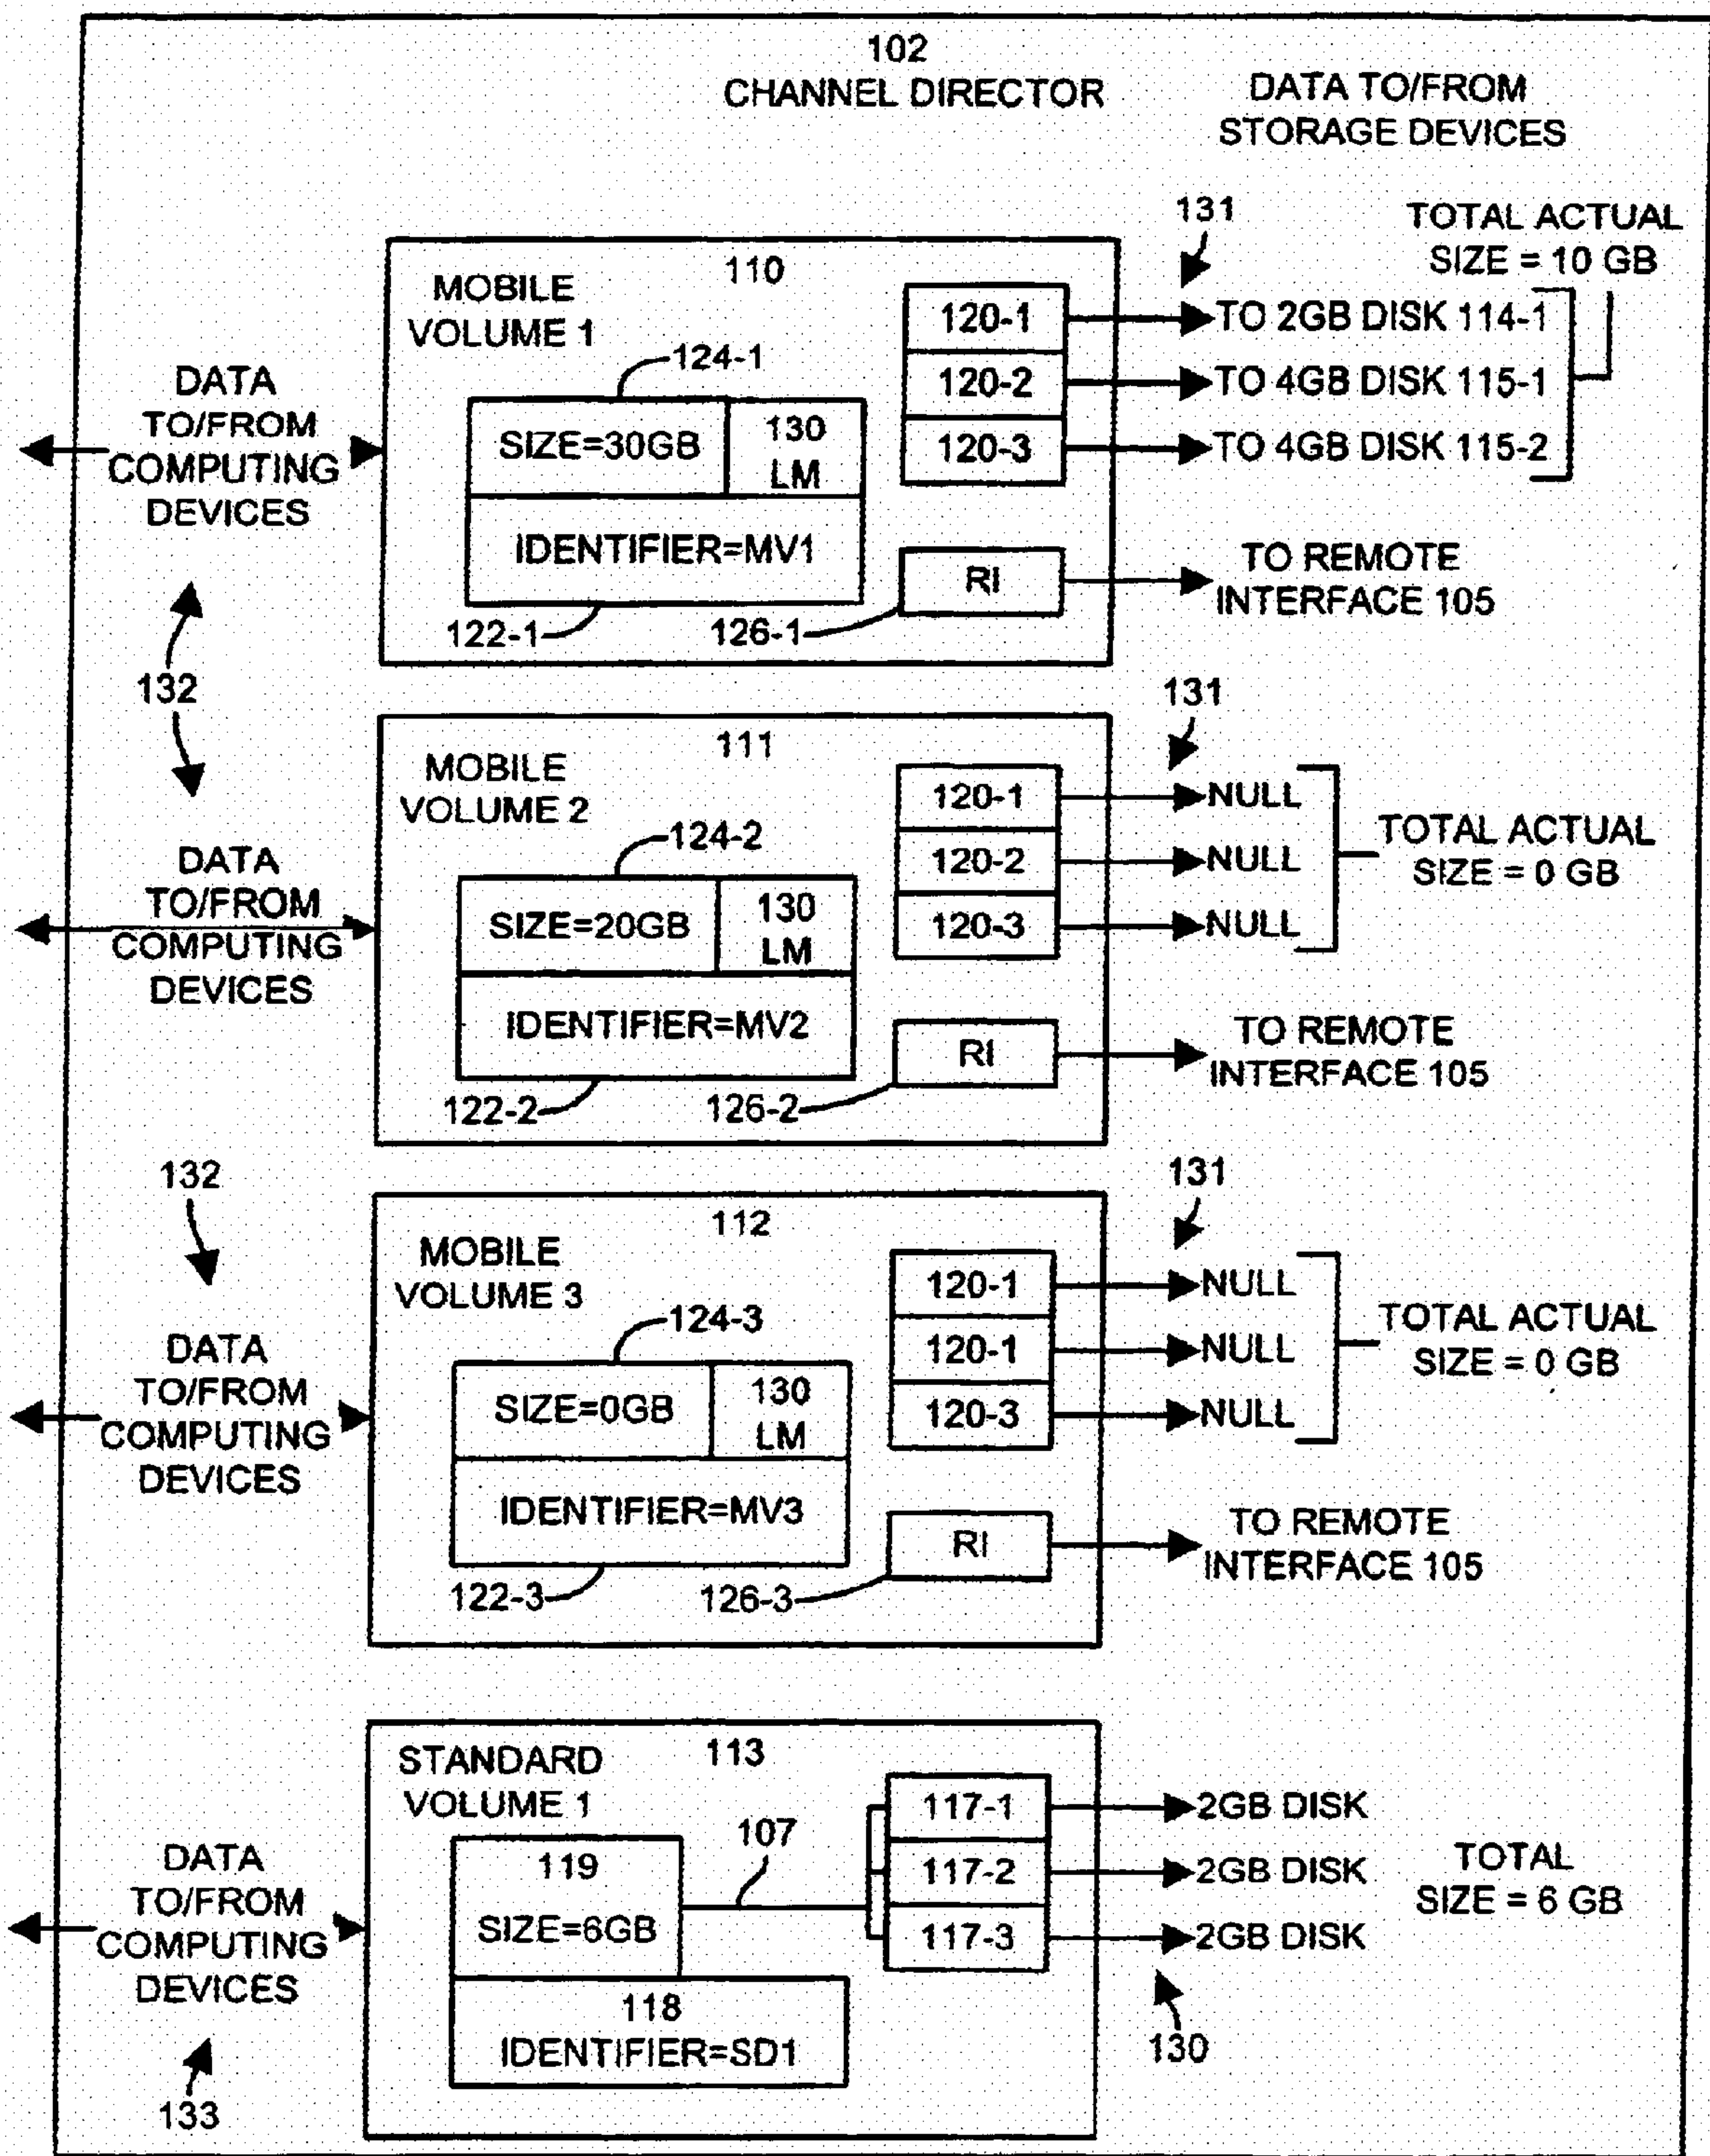 102
CHANNEL DIRECTOR
DATA TO/FROM
STORAGE DEVICES
131
TOTAL ACTUAL
SIZE = 10 GB
MOBILE
VOLUME 1
110
124-1
SIZE=30GB
130
LM
IDENTIFIER=MV1
122-1
126-1
120-1
120-2
120-3
RI
TO 2GB DISK 114-1
TO 4GB DISK 115-1
TO 4GB DISK 115-2
TO REMOTE
INTERFACE 105
DATA
TO/FROM
COMPUTING
DEVICES
132
MOBILE
VOLUME 2
111
124-2
SIZE=20GB
130
LM
IDENTIFIER=MV2
122-2
126-2
120-1
120-2
120-3
RI
131
NULL
NULL
NULL
TOTAL ACTUAL
SIZE = 0 GB
TO REMOTE
INTERFACE 105
DATA
TO/FROM
COMPUTING
DEVICES
132
MOBILE
VOLUME 3
112
124-3
SIZE=0GB
130
LM
IDENTIFIER=MV3
122-3
126-3
120-1
120-1
120-3
RI
131
NULL
NULL
NULL
TOTAL ACTUAL
SIZE = 0 GB
TO REMOTE
INTERFACE 105
DATA
TO/FROM
COMPUTING
DEVICES
STANDARD
VOLUME 1
113
119
SIZE=6GB
107
118
IDENTIFIER=SD1
117-1
117-2
117-3
2GB DISK
2GB DISK
2GB DISK
TOTAL
SIZE = 6 GB
130
DATA
TO/FROM
COMPUTING
DEVICES
133